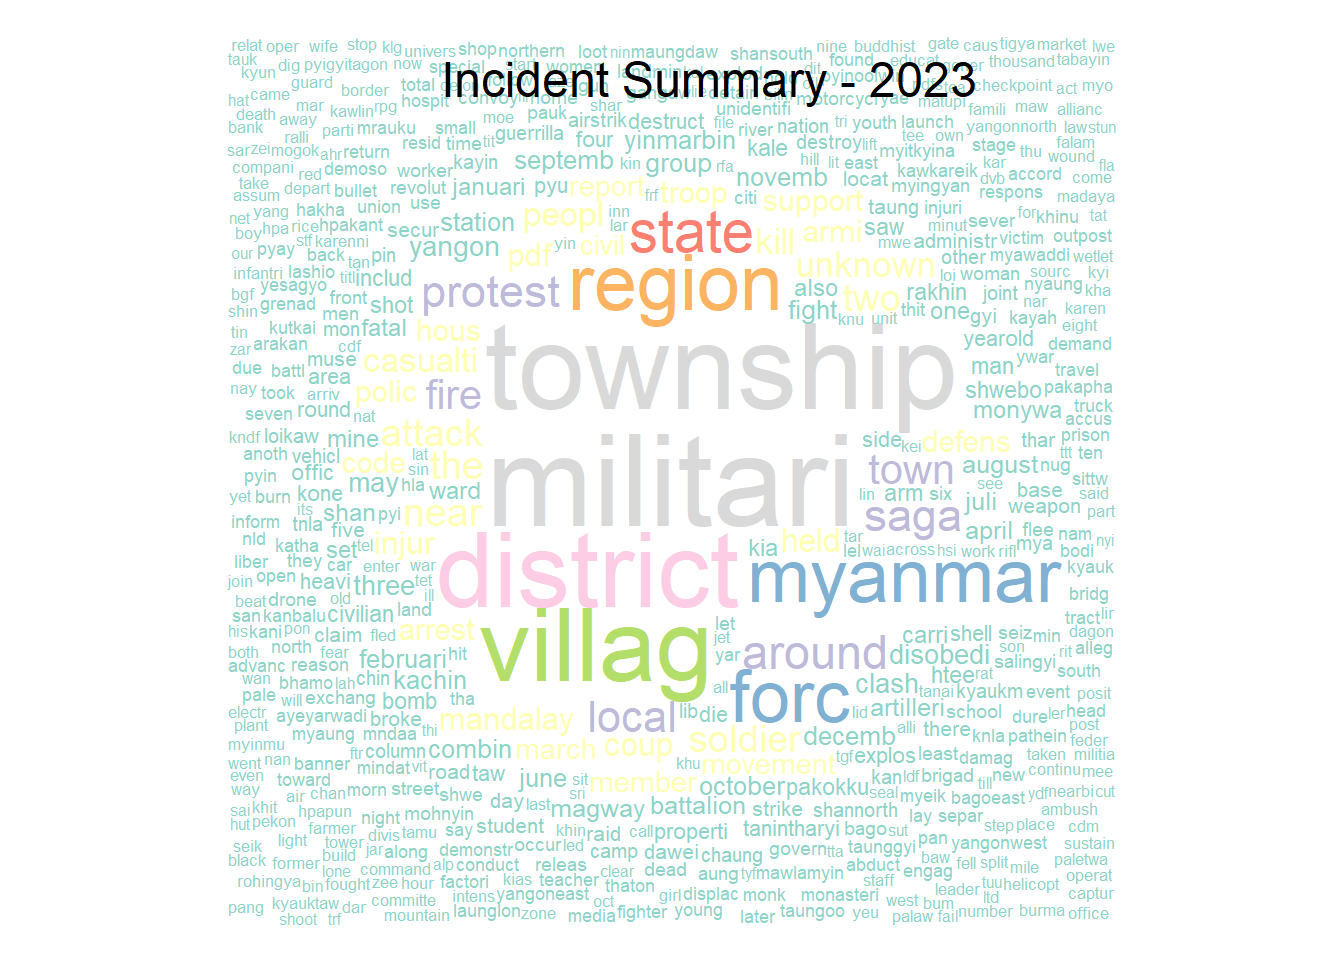 Incident Summary - 2023
relat oper wife stop klg univers shop northern loot nin maungdaw shansouth nine buddhist gate caus tigya market lwe
tauk kyun dig pyigyitagon now special start women landmin found educat thousand tabayin
guard border total gun detain motorcycl checkpoint act myo
hat came hospit convoy home shar unidentifi matupi famili maw allianc
death away mar kawlin rpg moe pauk airstrik destruct file river nation tri youth launch yangonnorth law stun
bank ralli parti mrauku small guerrilla four yinmarbin tee own stage thu falam
sar zei mogok ahr return resid time tit kin group rfa kale destroy lift myitkyina kar wound fla
compani red demoso worker kayin septemb hill lit east kawkareik dvb accord come
take assum depart bullet revolut januari pyu report frf troop novemb locat myingyan respons madaya
yang hakha union use citi support taung injuri
net boy hpa rice hpakant secur station peopl inn lar state armi saw mwe sever for khinu tat
our pyay stf karenni back pin yangon pdf yin civil kill administr minut victim outpost
infantri lashio tan titl includ region unknown other myawaddi wetlet
bgf yesagyo front shot protest also two loi woman sourc kyi
shin grenad men fight knu unit thit rakhin joint nyaung kha
tin kutkai mon fatal hous township one gyi nar kayah karen eight
zar arakan cdf muse casualti yearold demand
due battl area polic man ywar travel
nay took arriv round fire shwebo pakapha
seven nat attack monywa truck accus
kndf loikaw mine militari side kei defens thar prison
anoth vehicl code lat the town august nug ttt ten
pyin offic sin see sittw
yet burn kone may hla ward lin arm six juli base said
its shan pyi near saga weapon part
inform tnla five april flee nam
nld katha set tel injur kia held tar mya bodi nyi
liber they car enter war district lel wai across hsi work rifl kyauk
join open heavi three tet myanmar bridg
beat drone old ill
san kanbalu civilian land villag let tract lir
his kani pon claim fled arrest jet carri shell seiz min dagon
both north fear hit yar around disobedi son rit alleg
advanc reason februari salingyi south
wan bhamo lah chin kachin all forc clash htee rat
pale will exchang bomb tha lib die lid tanai kyaukm event posit
electr ayeyarwadi broke mandalay local artilleri school dure ler head
plant myaung mndaa thi alli there knla pathein post
myinmu ftr column combin march coup soldier decemb feder
went nan banner khu movement tgf explos least damag taken militia
even toward mindat vit road taw june sit member kan ldf brigad till new continu mee
way air chan morn street shwe day last sri october pakokku seal myeik bagoeast ydf nearbi cut
sai khit hpapun night mohnyin magway battalion strike shannorth lay separ ambush
hut pekon farmer divis tamu say student khin raid call properti tanintharyi bago sut step place cdm
seik light tower jar along demonstr occur led camp dawei chaung govern tta taunggyi pan yangonwest sustain
black former build lone command alp conduct releas clear dead aung tyf mawlamyin abduct baw fell split mile paletwa
rohingya bin fought zee hour factori kias teacher thaton staff engag operat
pang kyauktaw dar committe intens yangoneast oct girl displac monk monasteri leader tuu helicopt captur
shoot trf mountain launglon zone media fighter young later taungoo yeu west bum palaw fail ltd number burma office